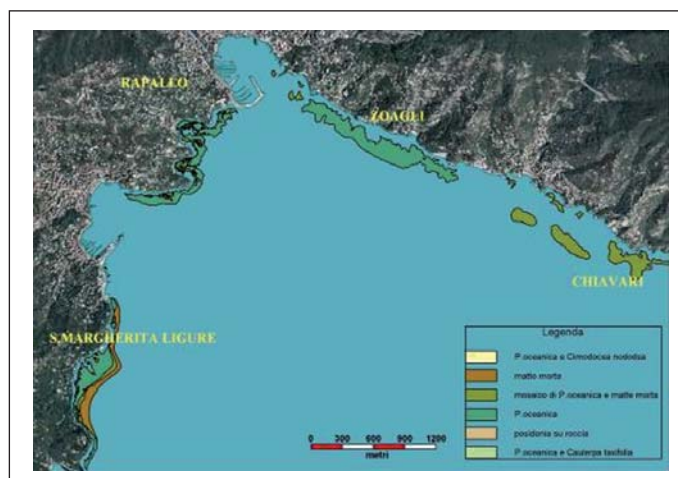 RAPALLO
ZOAGLI
CHIAVARI
S.MARGHERITA LIGURE
Legenda
P.oceanica e Cimodocea nodosa
matte morta
mosaico di P.oceanica e matte morta
P.oceanica
posidonia su roccia
P.oceanica e Caulerpa taxifolia
0 300 600 900 1200
metri